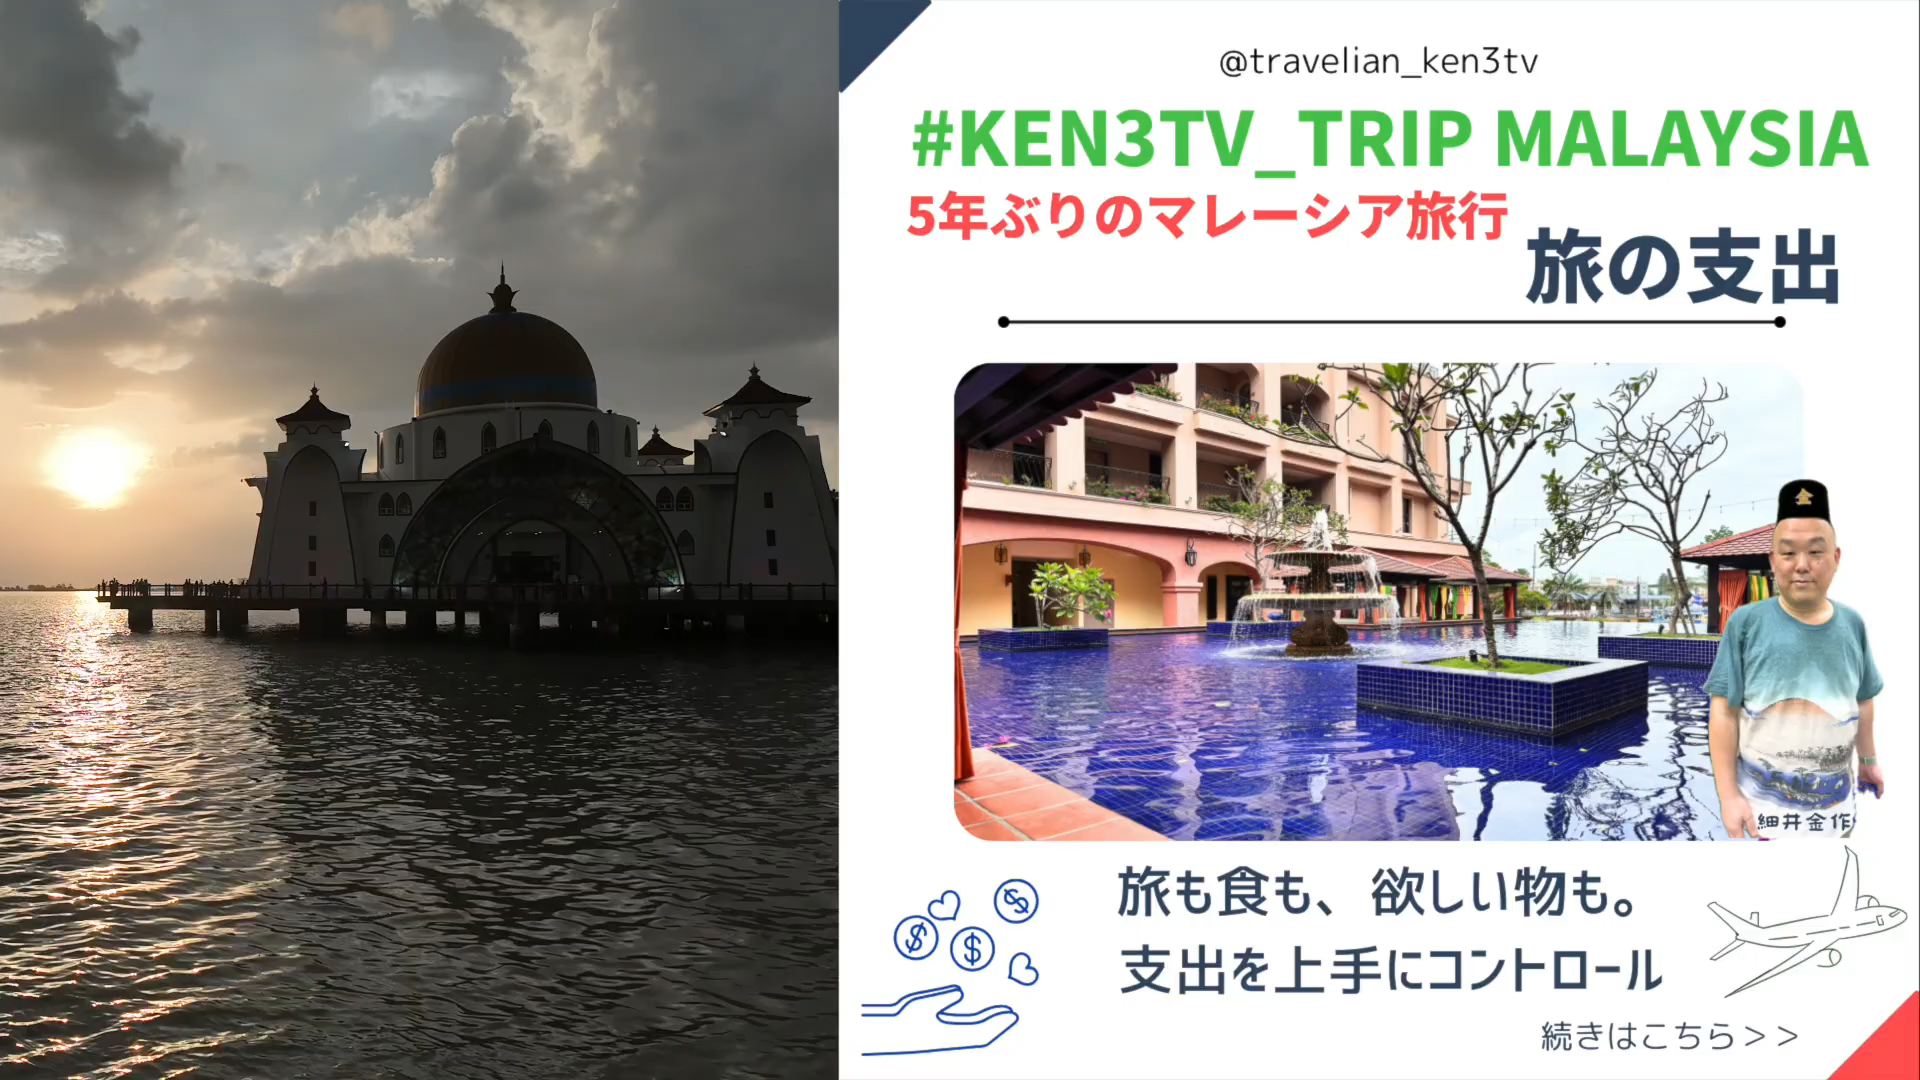 @travelian_ken3tv
#KEN3TV_TRIP MALAYSIA
5年ぶりのマレーシア旅行
旅の支出
金
細井金作
旅も食も、欲しい物も。
支出を上手にコントロール
続きはこちら＞＞